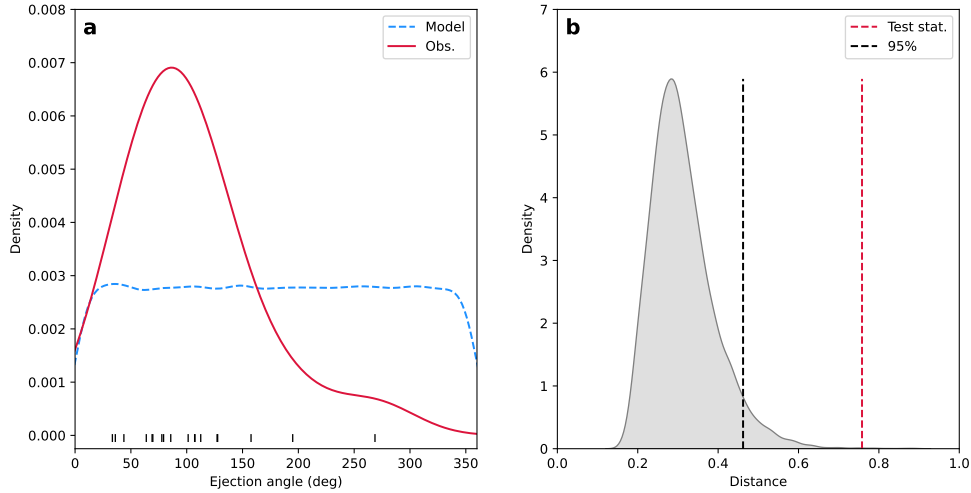 a
Model
Obs.
0.008
0.007
0.006
0.005
0.004
0.003
0.002
0.001
0.000
Density
0 50 100 150 200 250 300 350
Ejection angle (deg)
b
Test stat.
95%
7
6
5
4
3
2
1
0
Density
0.0 0.2 0.4 0.6 0.8 1.0
Distance